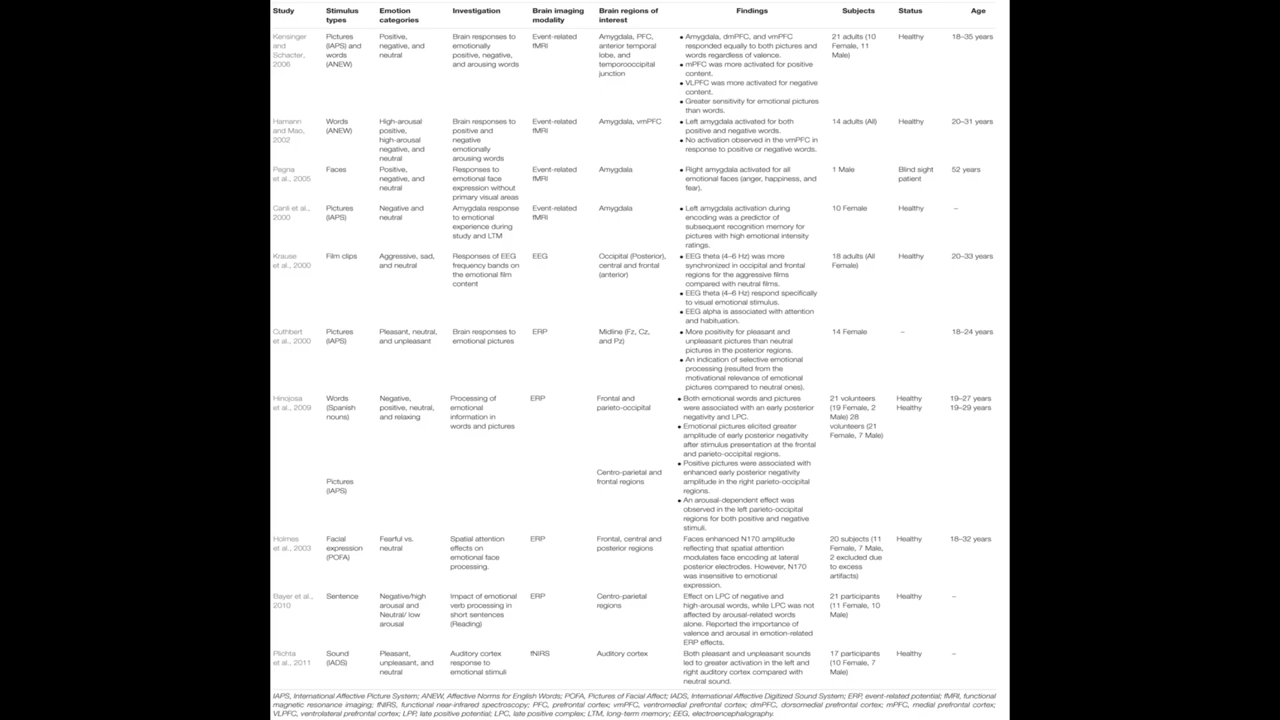 Study Stimulus types Emotion categories Investigation Brain imaging modality Brain regions of interest Findings Subjects Status Age
Kensinger and Schacter, 2006
Pictures (IAPS) and words (ANEW)
Positive, negative, and neutral
Brain responses to emotionally positive, negative, and arousing words
Event-related fMRI
Amygdala, PFC, anterior temporal lobe, and temporooccipital junction
• Amygdala, dmPFC, and vmPFC responded equally to both pictures and words regardless of valence.
• mPFC was more activated for positive content.
• VLPFC was more activated for negative content.
• Greater sensitivity for emotional pictures than words.
21 adults (10 Female, 11 Male)
Healthy
18–35 years
Hamann and Mao, 2002
Words (ANEW)
High-arousal positive, high-arousal negative, and neutral
Brain responses to positive and negative emotionally arousing words
Event-related fMRI
Amygdala, vmPFC
• Left amygdala activated for both positive and negative words.
• No activation observed in the vmPFC in response to positive or negative words.
14 adults (All)
Healthy
20–31 years
Pegna et al., 2005
Faces
Positive, negative, and neutral
Responses to emotional face expression without primary visual areas
Event-related fMRI
Amygdala
• Right amygdala activated for all emotional faces (anger, happiness, and fear).
1 Male
Blind sight patient
52 years
Canli et al., 2000
Pictures (IAPS)
Negative and neutral
Amygdala response to emotional experience during study and LTM
Event-related fMRI
Amygdala
• Left amygdala activation during encoding was a predictor of subsequent recognition memory for pictures with high emotional intensity ratings.
10 Female
Healthy
–
Krause et al., 2000
Film clips
Aggressive, sad, and neutral
Responses of EEG frequency bands on the emotional film content
EEG
Occipital (Posterior), central and frontal (anterior)
• EEG theta (4–6 Hz) was more synchronized in occipital and frontal regions for the aggressive films compared with neutral films.
• EEG theta (4–6 Hz) respond specifically to visual emotional stimulus.
• EEG alpha is associated with attention and habituation.
18 adults (All Female)
Healthy
20–33 years
Cuthbert et al., 2000
Pictures (IAPS)
Pleasant, neutral, and unpleasant
Brain responses to emotional pictures
ERP
Midline (Fz, Cz, and Pz)
• More positivity for pleasant and unpleasant pictures than neutral pictures in the posterior regions.
• An indication of selective emotional processing (resulted from the motivational relevance of emotional pictures compared to neutral ones).
14 Female
–
18–24 years
Hinojosa et al., 2009
Words (Spanish nouns)
Pictures (IAPS)
Negative, positive, neutral, and relaxing
Processing of emotional information in words and pictures
ERP
Frontal and parieto-occipital
Centro-parietal and frontal regions
• Both emotional words and pictures were associated with an early posterior negativity and LPC.
• Emotional pictures elicited greater amplitude of early posterior negativity after stimulus presentation at the frontal and parieto-occipital regions.
• Positive pictures were associated with enhanced early posterior negativity amplitude in the right parieto-occipital regions.
• An arousal-dependent effect was observed in the left parieto-occipital regions for both positive and negative stimuli.
21 volunteers (19 Female, 2 Male) 28 volunteers (21 Female, 7 Male)
Healthy
Healthy
19–27 years
19–29 years
Holmes et al., 2003
Facial expression (POFA)
Fearful vs. neutral
Spatial attention effects on emotional face processing.
ERP
Frontal, central and posterior regions
Faces enhanced N170 amplitude reflecting that spatial attention modulates face encoding at lateral posterior electrodes. However, N170 was insensitive to emotional expression.
20 subjects (11 Female, 7 Male, 2 excluded due to excess artifacts)
Healthy
18–32 years
Bayer et al., 2010
Sentence
Negative/high arousal and Neutral/ low arousal
Impact of emotional verb processing in short sentences (Reading)
ERP
Centro-parietal regions
Effect on LPC of negative and high-arousal words, while LPC was not affected by arousal-related words alone. Reported the importance of valence and arousal in emotion-related ERP effects.
21 participants (11 Female, 10 Male)
Healthy
–
Plichta et al., 2011
Sound (IADS)
Pleasant, unpleasant, and neutral
Auditory cortex response to emotional stimuli
fNIRS
Auditory cortex
Both pleasant and unpleasant sounds led to greater activation in the left and right auditory cortex compared with neutral sound.
17 participants (10 Female, 7 Male)
Healthy
–
IAPS, International Affective Picture System; ANEW, Affective Norms for English Words; POFA, Pictures of Facial Affect; IADS, International Affective Digitized Sound System; ERP, event-related potential; fMRI, functional
magnetic resonance imaging; fNIRS, functional near-infrared spectroscopy; PFC, prefrontal cortex; vmPFC, ventromedial prefrontal cortex; dmPFC, dorsomedial prefrontal cortex; mPFC, medial prefrontal cortex;
VLPFC, ventrolateral prefrontal cortex; LPP, late positive potential; LPC, late positive complex; LTM, long-term memory; EEG, electroencephalography.